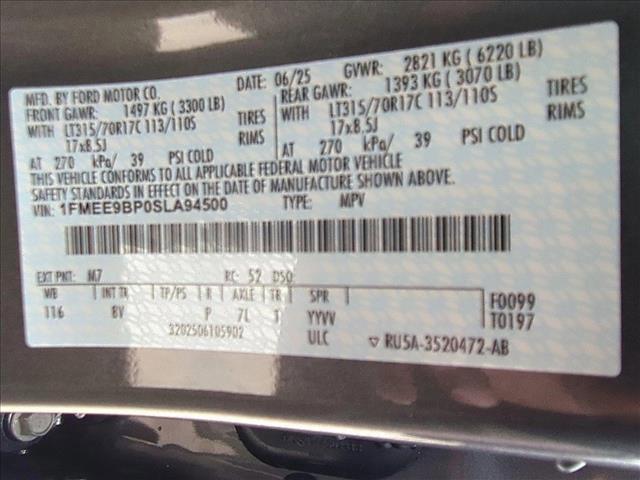 MFD. BY FORD MOTOR CO. DATE: 06/25 GVWR: 2821 KG ( 6220 LB)
FRONT GAWR: 1497 KG ( 3300 LB) REAR GAWR: 1393 KG ( 3070 LB)
WITH LT315/70R17C 113/110S TIRES WITH LT315/70R17C 113/110S TIRES
17x8.5J RIMS 17x8.5J RIMS
AT 270 kPa/ 39 PSI COLD AT 270 kPa/ 39 PSI COLD
THIS VEHICLE CONFORMS TO ALL APPLICABLE FEDERAL MOTOR VEHICLE
SAFETY STANDARDS IN EFFECT ON THE DATE OF MANUFACTURE SHOWN ABOVE.
VIN: 1FMEE9BP0SLA94500 TYPE: MPV
EXT PNT: M7 RC: 52 DSO:
WB INT TR TP/PS R AXLE TR SPR F0099
116 BV P 7L T YYVV T0197
3202506105902 ULC ▽ RU5A-3520472-AB